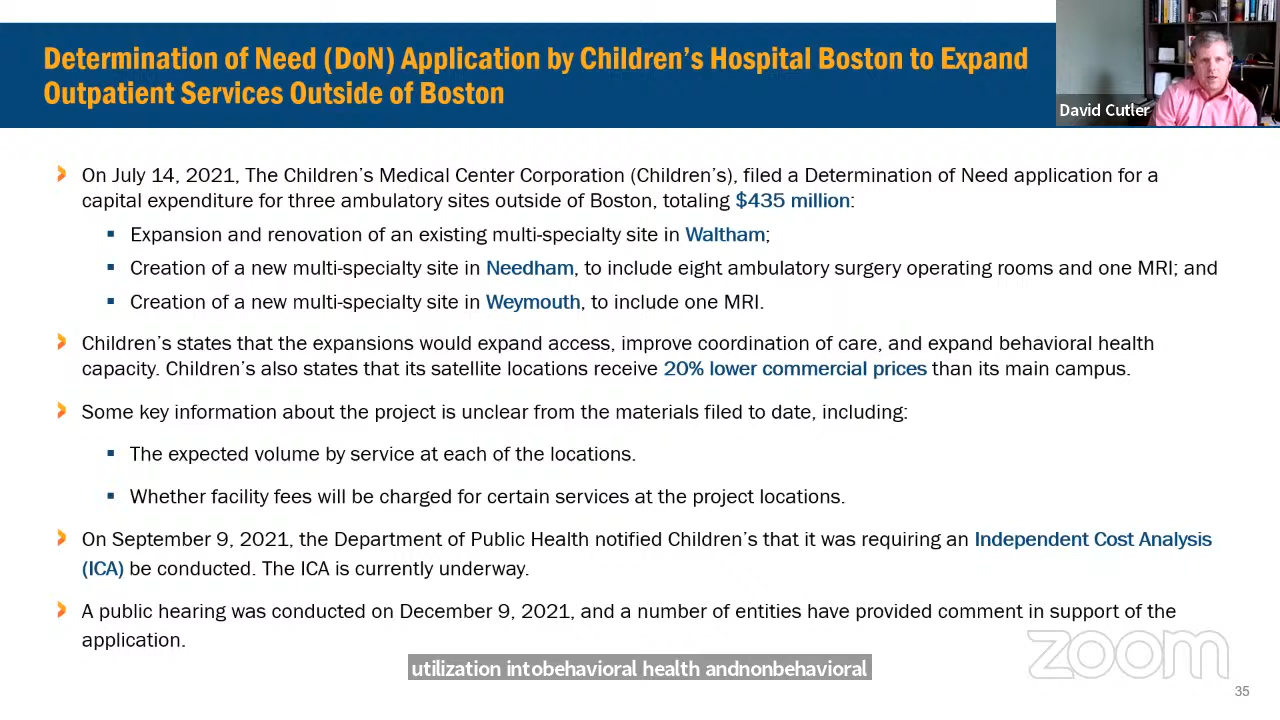 Determination of Need (DoN) Application by Children's Hospital Boston to Expand
Outpatient Services Outside of Boston
David Cutler
On July 14, 2021, The Children's Medical Center Corporation (Children's), filed a Determination of Need application for a
capital expenditure for three ambulatory sites outside of Boston, totaling $435 million:
Expansion and renovation of an existing multi-specialty site in Waltham;
Creation of a new multi-specialty site in Needham, to include eight ambulatory surgery operating rooms and one MRI; and
Creation of a new multi-specialty site in Weymouth, to include one MRI.
Children's states that the expansions would expand access, improve coordination of care, and expand behavioral health
capacity. Children's also states that its satellite locations receive 20% lower commercial prices than its main campus.
Some key information about the project is unclear from the materials filed to date, including:
The expected volume by service at each of the locations.
Whether facility fees will be charged for certain services at the project locations.
On September 9, 2021, the Department of Public Health notified Children's that it was requiring an Independent Cost Analysis
(ICA) be conducted. The ICA is currently underway.
A public hearing was conducted on December 9, 2021, and a number of entities have provided comment in support of the
application.
zoom
utilization intobehavioral health andnonbehavioral
35